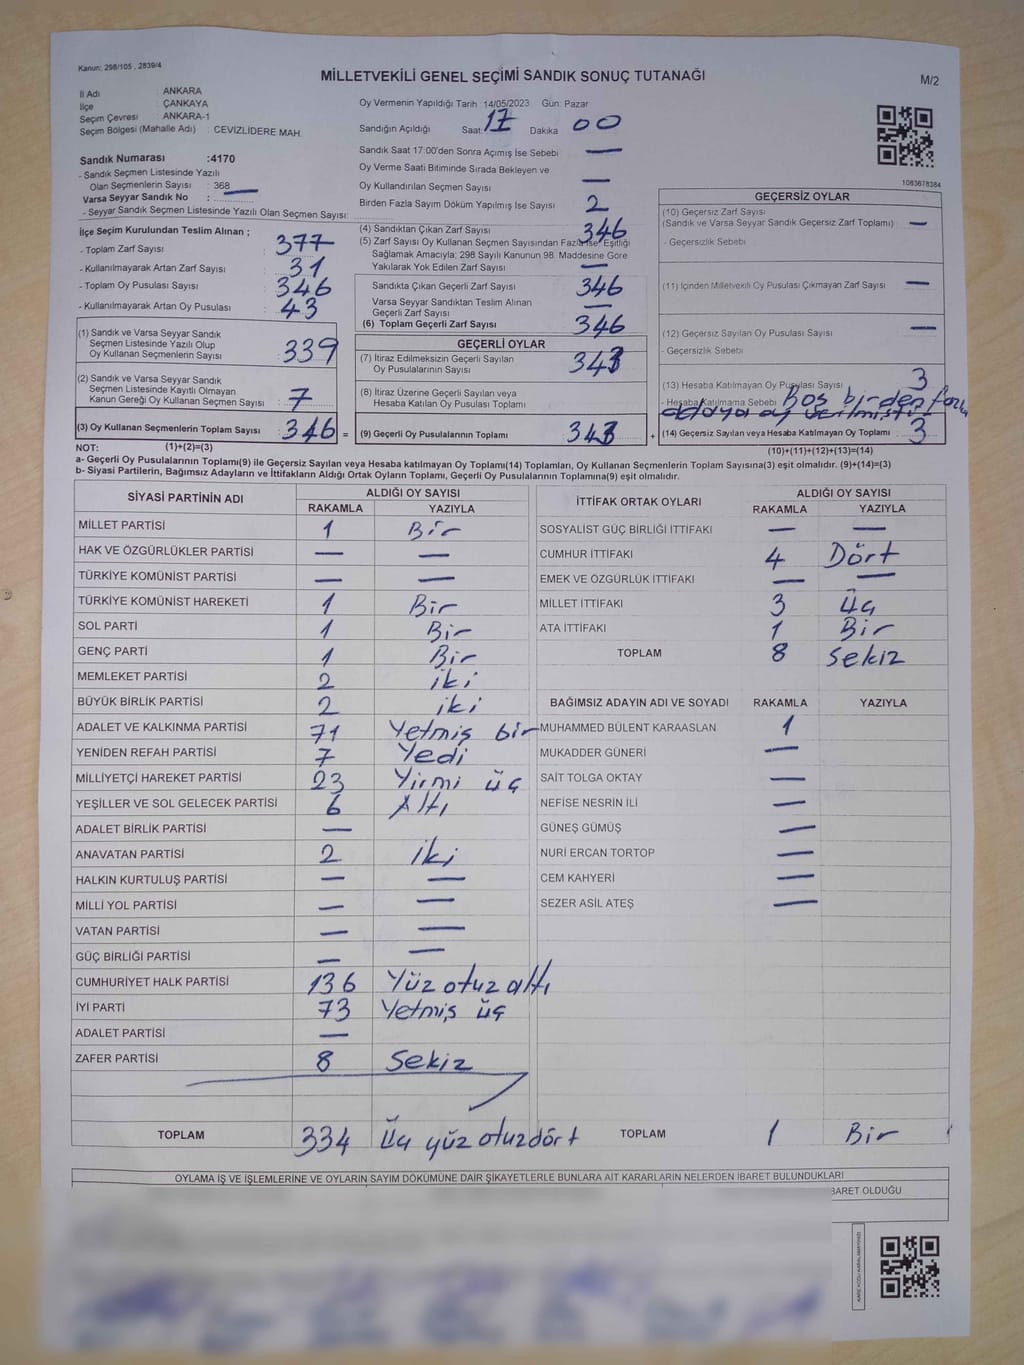 Kanun: 298/105 , 2839/4
MİLLETVEKİLİ GENEL SEÇİMİ SANDIK SONUÇ TUTANAĞI
M/2
İl Adı : ANKARA
İlçe : ÇANKAYA
Seçim Çevresi : ANKARA-1
Seçim Bölgesi (Mahalle Adı) : CEVİZLİDERE MAH.
Sandık Numarası :4170
- Sandık Seçmen Listesinde Yazılı
Olan Seçmenlerin Sayısı : 368
Varsa Seyyar Sandık No :
- Seyyar Sandık Seçmen Listesinde Yazılı Olan Seçmen Sayısı:
Oy Vermenin Yapıldığı Tarih 14/05/2023 Gün: Pazar
Sandığın Açıldığı Saat 17 Dakika 00
Sandık Saat 17:00'den Sonra Açımış İse Sebebi —
Oy Verme Saati Bitiminde Sırada Bekleyen ve
Oy Kullandırılan Seçmen Sayısı —
Birden Fazla Sayım Döküm Yapılmış İse Sayısı 2
1083678384
İlçe Seçim Kurulundan Teslim Alınan ;
- Toplam Zarf Sayısı : 377
- Kullanılmayarak Artan Zarf Sayısı : 31
- Toplam Oy Pusulası Sayısı : 346
- Kullanılmayarak Artan Oy Pusulası : 43
(1) Sandık ve Varsa Seyyar Sandık
Seçmen Listesinde Yazılı Olup
Oy Kullanan Seçmenlerin Sayısı : 339
(2) Sandık ve Varsa Seyyar Sandık
Seçmen Listesinde Kayıtlı Olmayan
Kanun Gereği Oy Kullanan Seçmen Sayısı : 7
(3) Oy Kullanan Seçmenlerin Toplam Sayısı : 346 =
(4) Sandıktan Çıkan Zarf Sayısı 346
(5) Zarf Sayısı Oy Kullanan Seçmen Sayısından Fazla İse, Eşitliği
Sağlamak Amacıyla; 298 Sayılı Kanunun 98. Maddesine Göre
Yakılarak Yok Edilen Zarf Sayısı —
Sandıkta Çıkan Geçerli Zarf Sayısı 346
Varsa Seyyar Sandıktan Teslim Alınan
Geçerli Zarf Sayısı —
(6) Toplam Geçerli Zarf Sayısı 346
GEÇERLİ OYLAR
(7) İtiraz Edilmeksizin Geçerli Sayılan
Oy Pusulalarının Sayısı 343
(8) İtiraz Üzerine Geçerli Sayılan veya
Hesaba Katılan Oy Pusulası Toplamı
(9) Geçerli Oy Pusulalarının Toplamı 343 +
GEÇERSİZ OYLAR
(10) Geçersiz Zarf Sayısı
(Sandık ve Varsa Seyyar Sandık Geçersiz Zarf Toplamı) —
- Geçersizlik Sebebi
(11) İçinden Milletvekili Oy Pusulası Çıkmayan Zarf Sayısı —
(12) Geçersiz Sayılan Oy Pusulası Sayısı —
- Geçersizlik Sebebi
(13) Hesaba Katılmayan Oy Pusulası Sayısı 3
- Hesaba Katılmama Sebebi Boş birden fazla
oy verilmiştir
(14) Geçersiz Sayılan veya Hesaba Katılmayan Oy Toplamı 3
NOT: (1)+(2)=(3)
(10)+(11)+(12)+(13)=(14)
a- Geçerli Oy Pusulalarının Toplamı(9) ile Geçersiz Sayılan veya Hesaba katılmayan Oy Toplamı(14) Toplamları, Oy Kullanan Seçmenlerin Toplam Sayısına(3) eşit olmalıdır. (9)+(14)=(3)
b- Siyasi Partilerin, Bağımsız Adayların ve İttifakların Aldığı Ortak Oyların Toplamı, Geçerli Oy Pusulalarının Toplamına(9) eşit olmalıdır.
SİYASİ PARTİNİN ADI ALDIĞI OY SAYISI
RAKAMLA YAZIYLA
MİLLET PARTİSİ 1 Bir
HAK VE ÖZGÜRLÜKLER PARTİSİ — —
TÜRKİYE KOMÜNİST PARTİSİ — —
TÜRKİYE KOMÜNİST HAREKETİ 1 Bir
SOL PARTİ 1 Bir
GENÇ PARTİ 1 Bir
MEMLEKET PARTİSİ 2 iki
BÜYÜK BİRLİK PARTİSİ 2 iki
ADALET VE KALKINMA PARTİSİ 71 Yetmiş bir
YENİDEN REFAH PARTİSİ 7 Yedi
MİLLİYETÇİ HAREKET PARTİSİ 23 Yirmi üç
YEŞİLLER VE SOL GELECEK PARTİSİ 6 Altı
ADALET BİRLİK PARTİSİ —
ANAVATAN PARTİSİ 2 iki
HALKIN KURTULUŞ PARTİSİ — —
MİLLİ YOL PARTİSİ — —
VATAN PARTİSİ — —
GÜÇ BİRLİĞİ PARTİSİ — —
CUMHURİYET HALK PARTİSİ 136 Yüz otuz altı
İYİ PARTİ 73 Yetmiş üç
ADALET PARTİSİ —
ZAFER PARTİSİ 8 Sekiz
TOPLAM 334 Üç yüz otuzdört
İTTİFAK ORTAK OYLARI ALDIĞI OY SAYISI
RAKAMLA YAZIYLA
SOSYALİST GÜÇ BİRLİĞİ İTTİFAKI — —
CUMHUR İTTİFAKI 4 Dört
EMEK VE ÖZGÜRLÜK İTTİFAKI — —
MİLLET İTTİFAKI 3 Üç
ATA İTTİFAKI 1 Bir
TOPLAM 8 Sekiz
BAĞIMSIZ ADAYIN ADI VE SOYADI RAKAMLA YAZIYLA
MUHAMMED BÜLENT KARAASLAN 1
MUKADDER GÜNERİ —
SAİT TOLGA OKTAY —
NEFİSE NESRİN İLİ —
GÜNEŞ GÜMÜŞ —
NURİ ERCAN TORTOP —
CEM KAHYERİ —
SEZER ASİL ATEŞ —
TOPLAM 1 Bir
OYLAMA İŞ VE İŞLEMLERİNE VE OYLARIN SAYIM DÖKÜMÜNE DAİR ŞİKAYETLERLE BUNLARA AİT KARARLARIN NELERDEN İBARET BULUNDUKLARI
İBARET OLDUĞU
KARE KODU KARALAMAYINIZ!